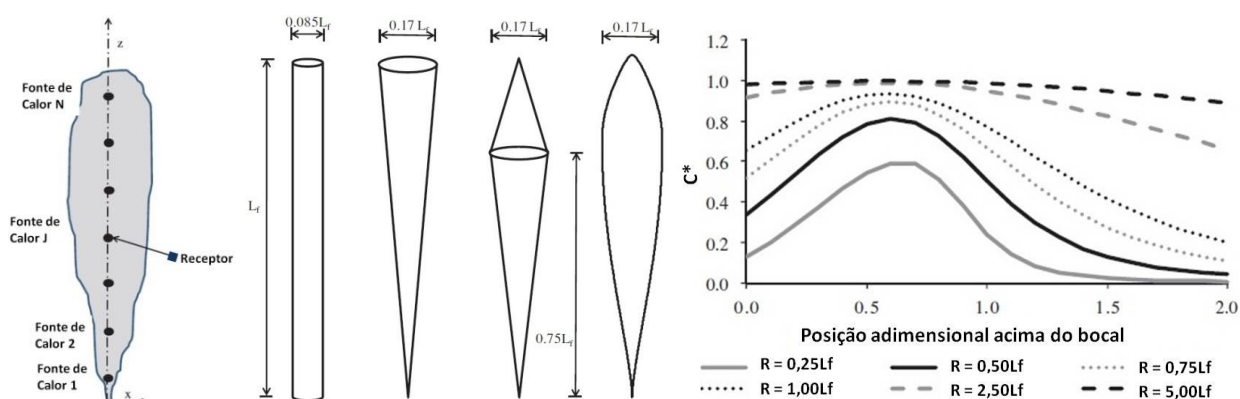 z
Fonte de
Calor N
Fonte de
Calor J
Receptor
Fonte de
Calor 2
Fonte de
Calor 1
x
0.085Lf
0.17 Lf
0.17 Lf
0.17 Lf
Lf
0.75Lf
C*
1.2
1.0
0.8
0.6
0.4
0.2
0.0
0.0 0.5 1.0 1.5 2.0
Posição adimensional acima do bocal
R = 0,25Lf R = 0,50Lf R = 0,75Lf
R = 1,00Lf R = 2,50Lf R = 5,00Lf